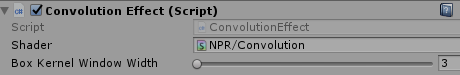 Convolution Effect (Script)
Script ConvolutionEffect
Shader NPR/Convolution
Box Kernel Window Width 3